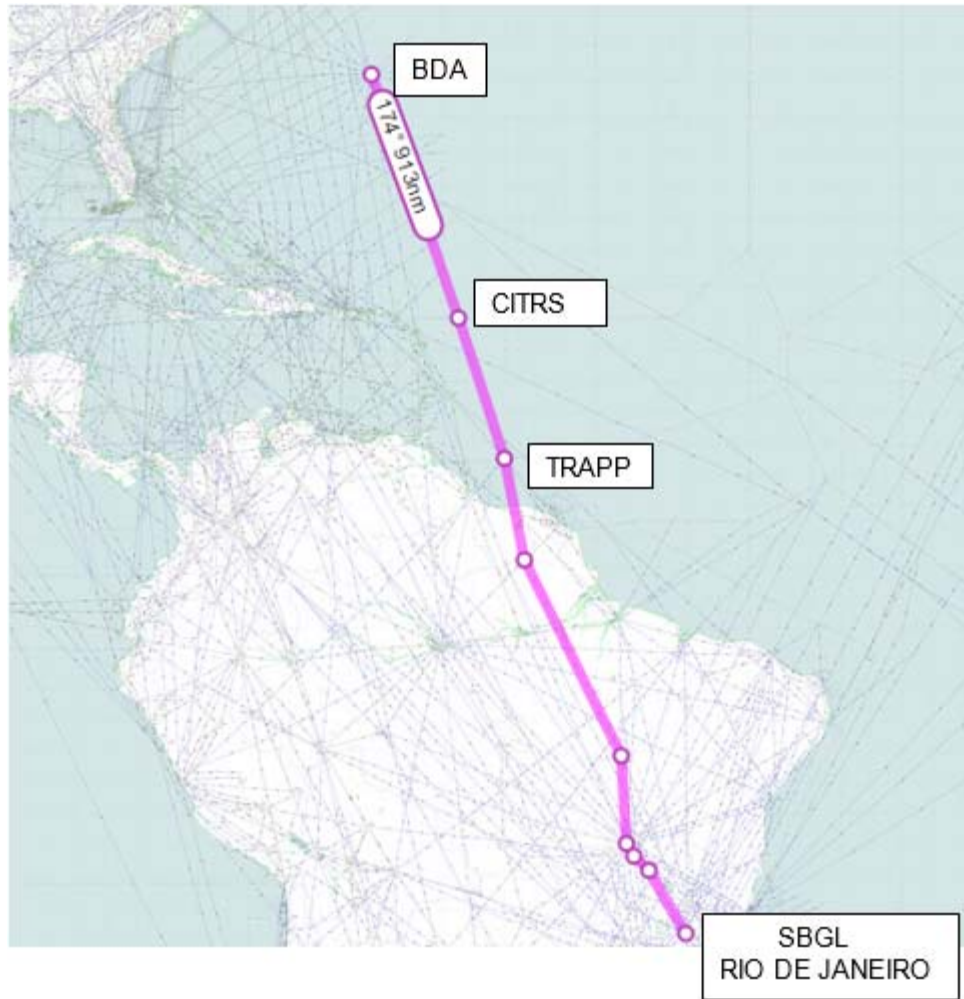 BDA
174° 913nm
CITRS
TRAPP
SBGL
RIO DE JANEIRO